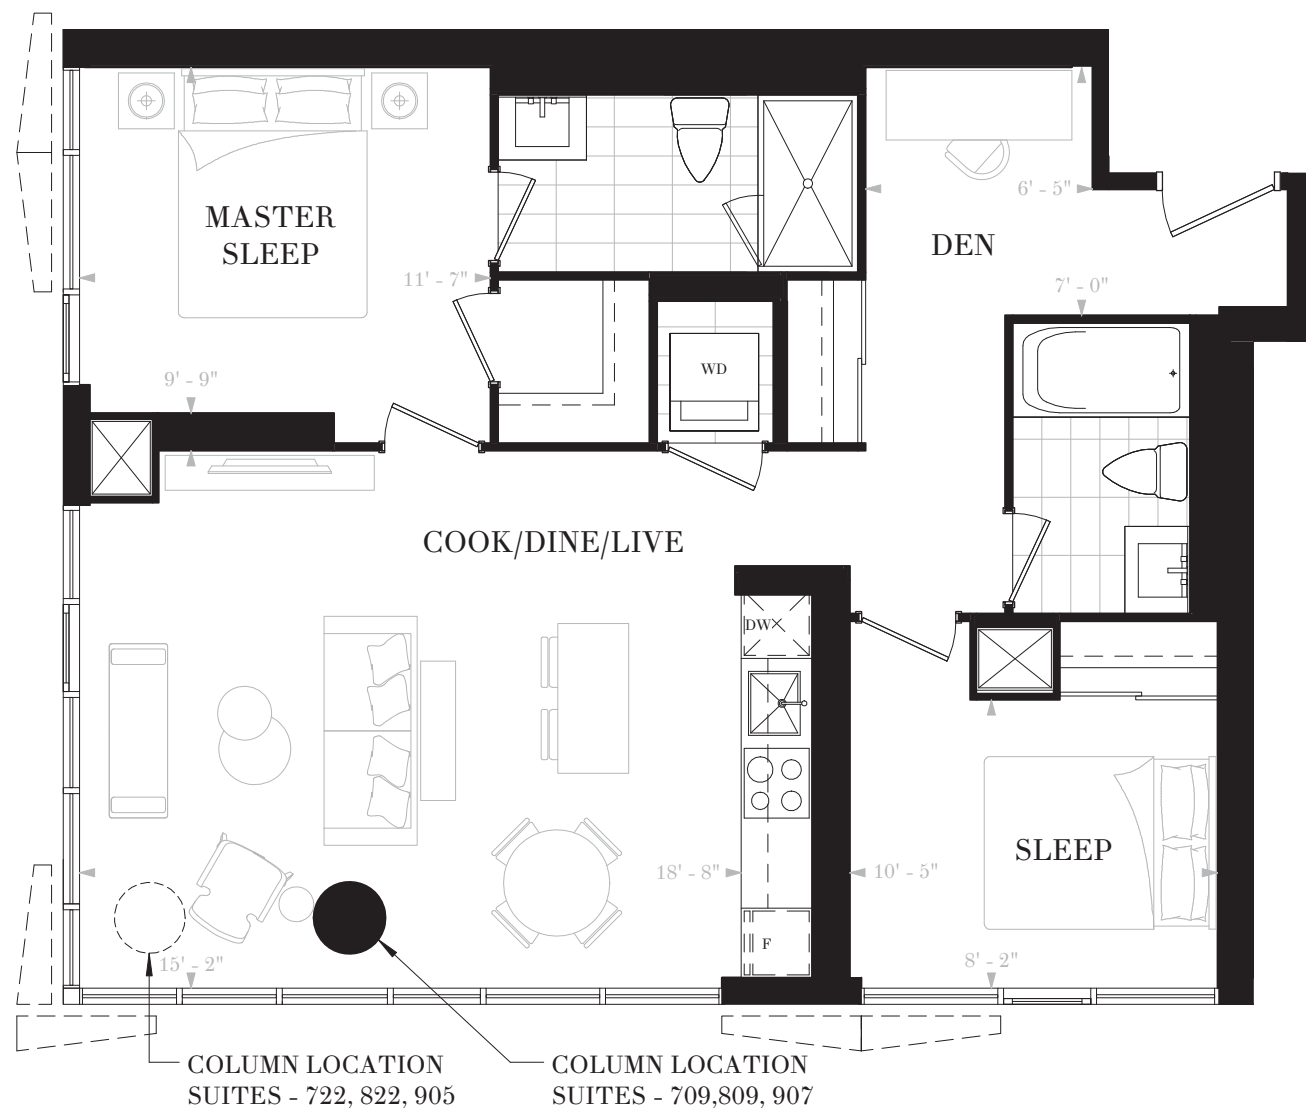 MASTER
SLEEP
11' - 7"
9' - 9"
6' - 5"
DEN
7' - 0"
WD
COOK/DINE/LIVE
DW
18' - 8"
10' - 5"
SLEEP
F
15' - 2"
8' - 2"
COLUMN LOCATION
SUITES - 722, 822, 905
COLUMN LOCATION
SUITES - 709,809, 907